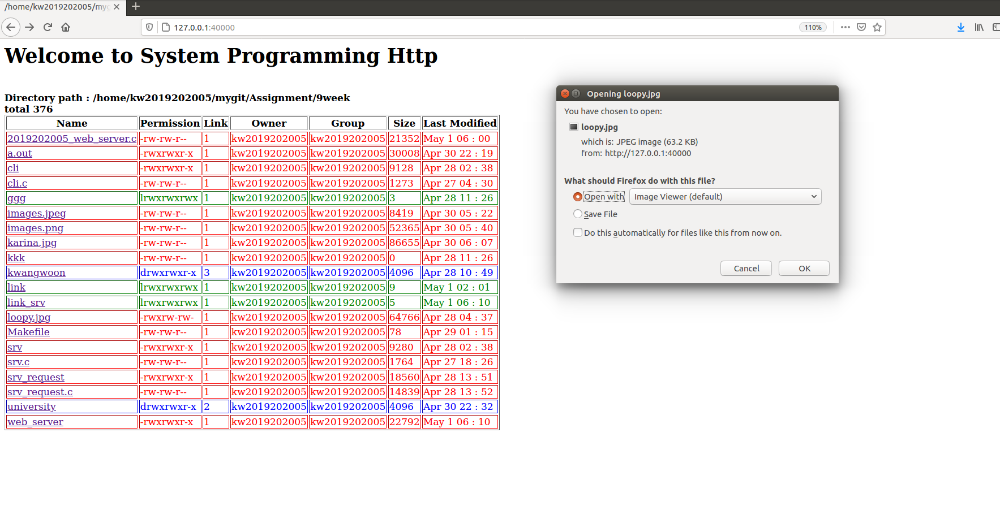 /home/kw2019202005/myg
127.0.0.1:40000
110%
Welcome to System Programming Http
Directory path : /home/kw2019202005/mygit/Assignment/9week
total 376
Name Permission Link Owner Group Size Last Modified
2019202005_web_server.c -rw-rw-r-- 1 kw2019202005 kw2019202005 21352 May 1 06 : 00
a.out -rwxrwxr-x 1 kw2019202005 kw2019202005 30008 Apr 30 22 : 19
cli -rwxrwxr-x 1 kw2019202005 kw2019202005 9128 Apr 28 02 : 38
cli.c -rw-rw-r-- 1 kw2019202005 kw2019202005 1273 Apr 27 04 : 30
ggg lrwxrwxrwx 1 kw2019202005 kw2019202005 3 Apr 28 11 : 26
images.jpeg -rw-rw-r-- 1 kw2019202005 kw2019202005 8419 Apr 30 05 : 22
images.png -rw-rw-r-- 1 kw2019202005 kw2019202005 52365 Apr 30 05 : 40
karina.jpg -rw-rw-r-- 1 kw2019202005 kw2019202005 86655 Apr 30 06 : 07
kkk -rw-rw-r-- 1 kw2019202005 kw2019202005 0 Apr 28 11 : 26
kwangwoon drwxrwxr-x 3 kw2019202005 kw2019202005 4096 Apr 28 10 : 49
link lrwxrwxrwx 1 kw2019202005 kw2019202005 9 May 1 02 : 01
link_srv lrwxrwxrwx 1 kw2019202005 kw2019202005 5 May 1 06 : 10
loopy.jpg -rwxrw-rw- 1 kw2019202005 kw2019202005 64766 Apr 28 04 : 37
Makefile -rw-rw-r-- 1 kw2019202005 kw2019202005 78 Apr 29 01 : 15
srv -rwxrwxr-x 1 kw2019202005 kw2019202005 9280 Apr 28 02 : 38
srv.c -rw-rw-r-- 1 kw2019202005 kw2019202005 1764 Apr 27 18 : 26
srv_request -rwxrwxr-x 1 kw2019202005 kw2019202005 18560 Apr 28 13 : 51
srv_request.c -rw-rw-r-- 1 kw2019202005 kw2019202005 14839 Apr 28 13 : 52
university drwxrwxr-x 2 kw2019202005 kw2019202005 4096 Apr 30 22 : 32
web_server -rwxrwxr-x 1 kw2019202005 kw2019202005 22792 May 1 06 : 10
Opening loopy.jpg
You have chosen to open:
loopy.jpg
which is: JPEG image (63.2 KB)
from: http://127.0.0.1:40000
What should Firefox do with this file?
Open with Image Viewer (default)
Save File
Do this automatically for files like this from now on.
Cancel OK